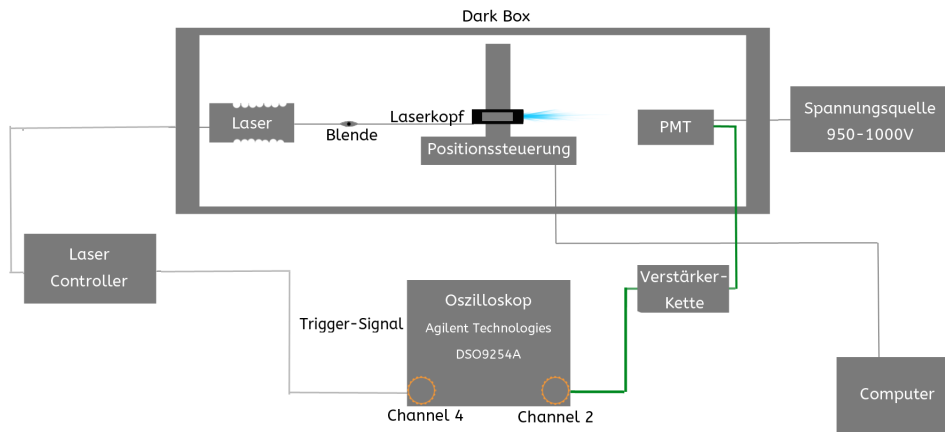 Dark Box
Laser
Blende
Laserkopf
Positionssteuerung
PMT
Spannungsquelle
950-1000V
Laser
Controller
Trigger-Signal
Oszilloskop
Agilent Technologies
DSO9254A
Verstärker-
Kette
Channel 4
Channel 2
Computer